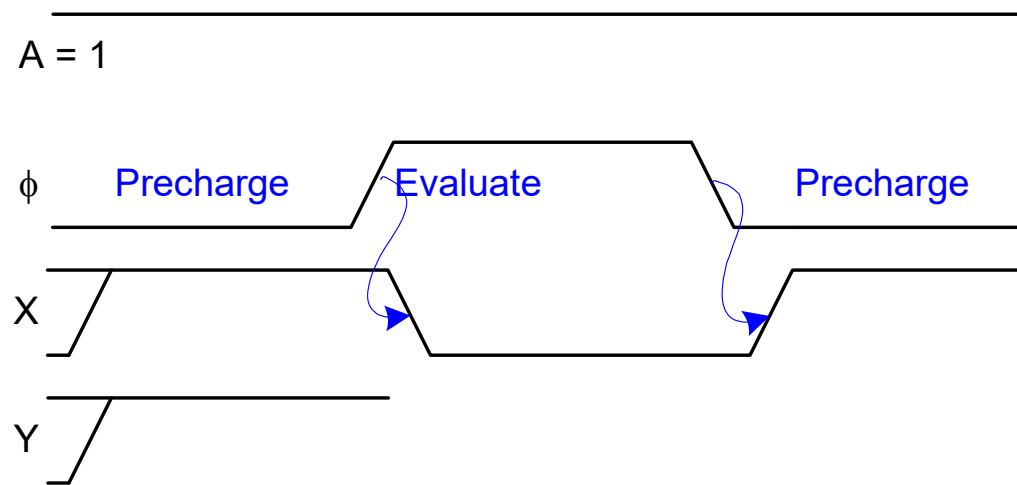 A = 1
ϕ Precharge Evaluate Precharge
X
Y